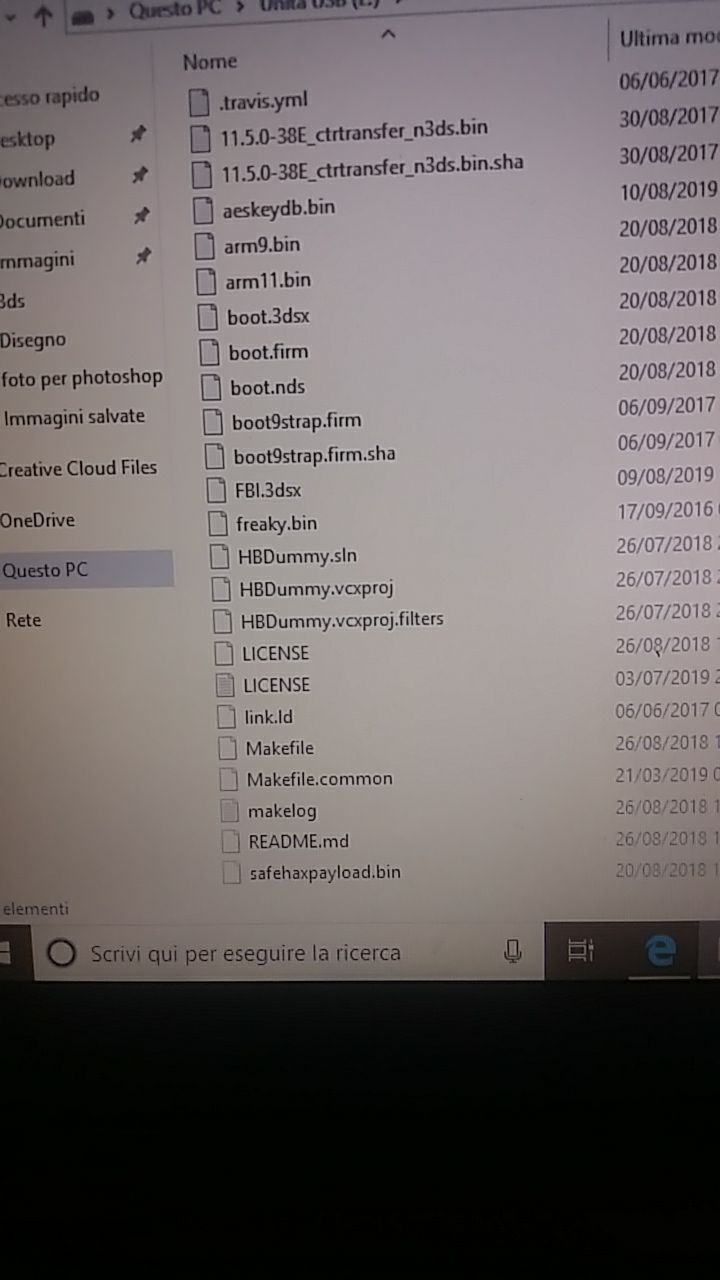 Questo PC > Unità USB (E:)
Nome
Ultima mo
cesso rapido
esktop
ownload
Documenti
mmagini
3ds
Disegno
foto per photoshop
Immagini salvate
Creative Cloud Files
OneDrive
Questo PC
Rete
.travis.yml 06/06/2017
11.5.0-38E_ctrtransfer_n3ds.bin 30/08/2017
11.5.0-38E_ctrtransfer_n3ds.bin.sha 30/08/2017
aeskeydb.bin 10/08/2019
arm9.bin 20/08/2018
arm11.bin 20/08/2018
boot.3dsx 20/08/2018
boot.firm 20/08/2018
boot.nds 20/08/2018
boot9strap.firm 06/09/2017
boot9strap.firm.sha 06/09/2017
FBI.3dsx 09/08/2019
freaky.bin 17/09/2016
HBDummy.sln 26/07/2018
HBDummy.vcxproj 26/07/2018
HBDummy.vcxproj.filters 26/07/2018
LICENSE 26/08/2018
LICENSE 03/07/2019
link.ld 06/06/2017
Makefile 26/08/2018
Makefile.common 21/03/2019
makelog 26/08/2018
README.md 26/08/2018
safehaxpayload.bin 20/08/2018
elementi
Scrivi qui per eseguire la ricerca